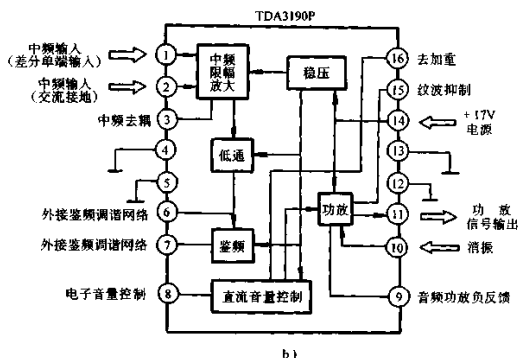 TDA3190P
中频输入
(差分单端输入)
中频输入
(交流接地)
中频去耦
外接鉴频调谐网络
外接鉴频调谐网络
电子音量控制
1
2
3
4
5
6
7
8
中频
限幅
放大
稳压
低通
鉴频
功放
直流音量控制
16
15
14
13
12
11
10
9
去加重
纹波抑制
+17V
电源
功放
信号输出
消振
音频功放负反馈
b)